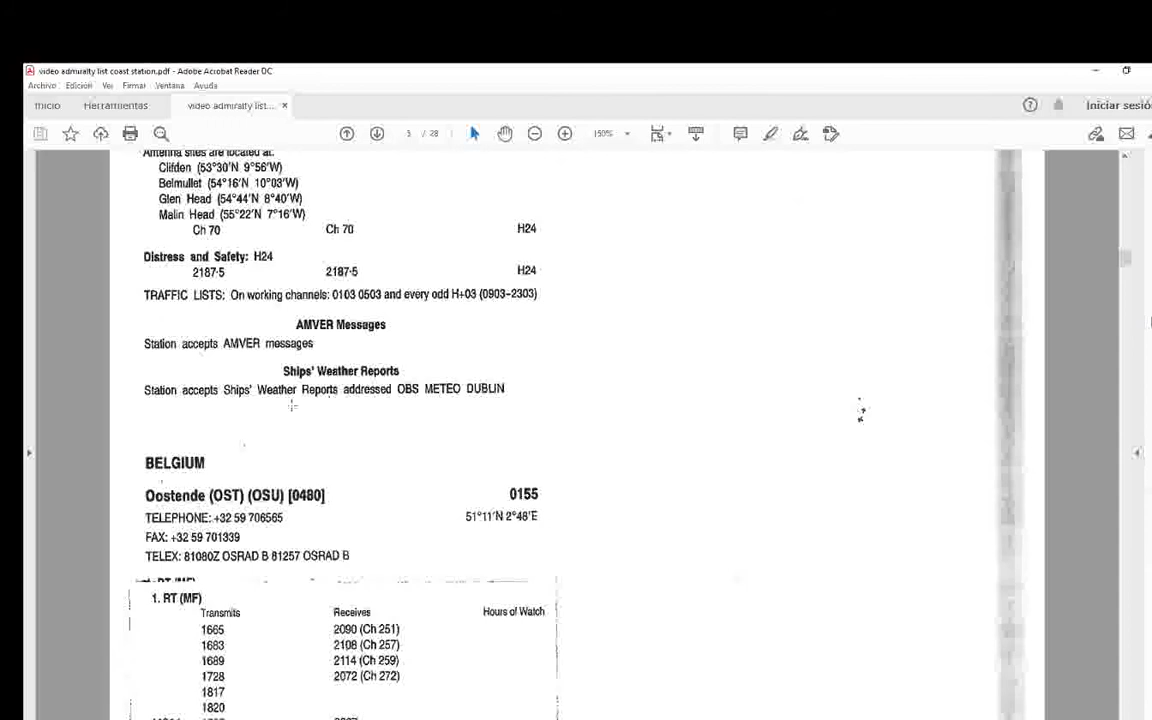 video admiralty list coast station.pdf - Adobe Acrobat Reader DC
Archivo Edición Ver Firmar Ventana Ayuda
Inicio Herramientas video admiralty list... × Iniciar sesió
5 / 28 150%
Antenna sites are located at:
Clifden (53°30'N 9°56'W)
Belmullet (54°16'N 10°03'W)
Glen Head (54°44'N 8°40'W)
Malin Head (55°22'N 7°16'W)
Ch 70 Ch 70 H24
Distress and Safety: H24
2187·5 2187·5 H24
TRAFFIC LISTS: On working channels: 0103 0503 and every odd H+03 (0903-2303)
AMVER Messages
Station accepts AMVER messages
Ships' Weather Reports
Station accepts Ships' Weather Reports addressed OBS METEO DUBLIN
BELGIUM
Oostende (OST) (OSU) [0480] 0155
TELEPHONE: +32 59 706565 51°11'N 2°48'E
FAX: +32 59 701339
TELEX: 81080Z OSRAD B 81257 OSRAD B
1. RT (MF)
Transmits Receives Hours of Watch
1665 2090 (Ch 251)
1683 2108 (Ch 257)
1689 2114 (Ch 259)
1728 2072 (Ch 272)
1817
1820